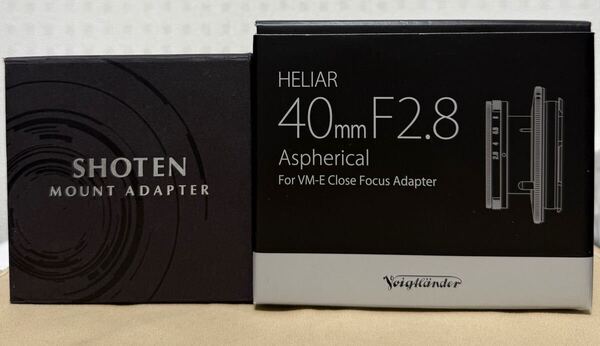 SHOTEN
MOUNT ADAPTER
HELIAR
40mm F2.8
Aspherical
For VM-E Close Focus Adapter
Voigtländer